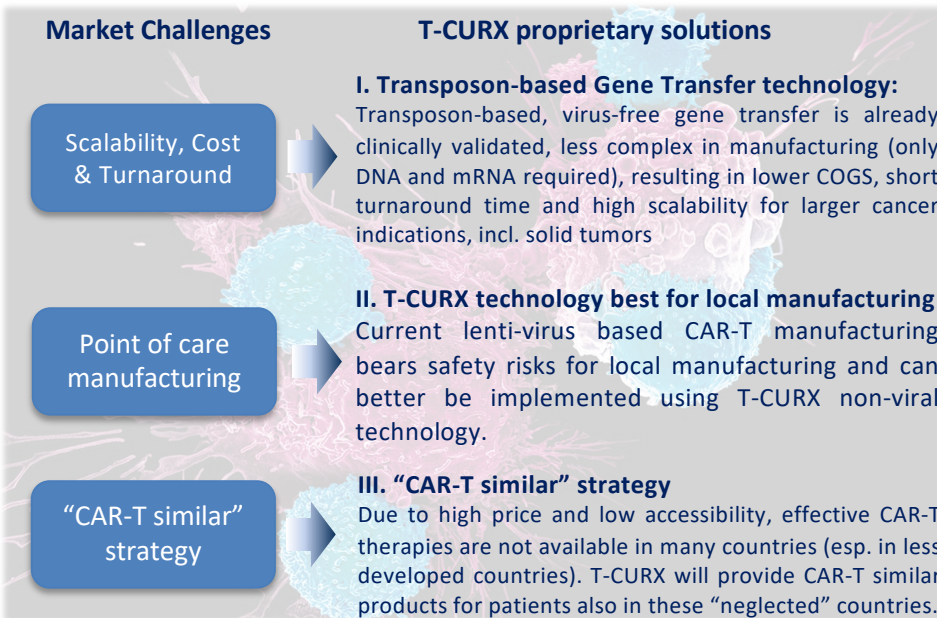 Market Challenges
T-CURX proprietary solutions
Scalability, Cost
& Turnaround
I. Transposon-based Gene Transfer technology:
Transposon-based, virus-free gene transfer is already
clinically validated, less complex in manufacturing (only
DNA and mRNA required), resulting in lower COGS, short
turnaround time and high scalability for larger cancer
indications, incl. solid tumors
Point of care
manufacturing
II. T-CURX technology best for local manufacturing
Current lenti-virus based CAR-T manufacturing
bears safety risks for local manufacturing and can
better be implemented using T-CURX non-viral
technology.
“CAR-T similar”
strategy
III. “CAR-T similar” strategy
Due to high price and low accessibility, effective CAR-T
therapies are not available in many countries (esp. in less
developed countries). T-CURX will provide CAR-T similar
products for patients also in these “neglected” countries.